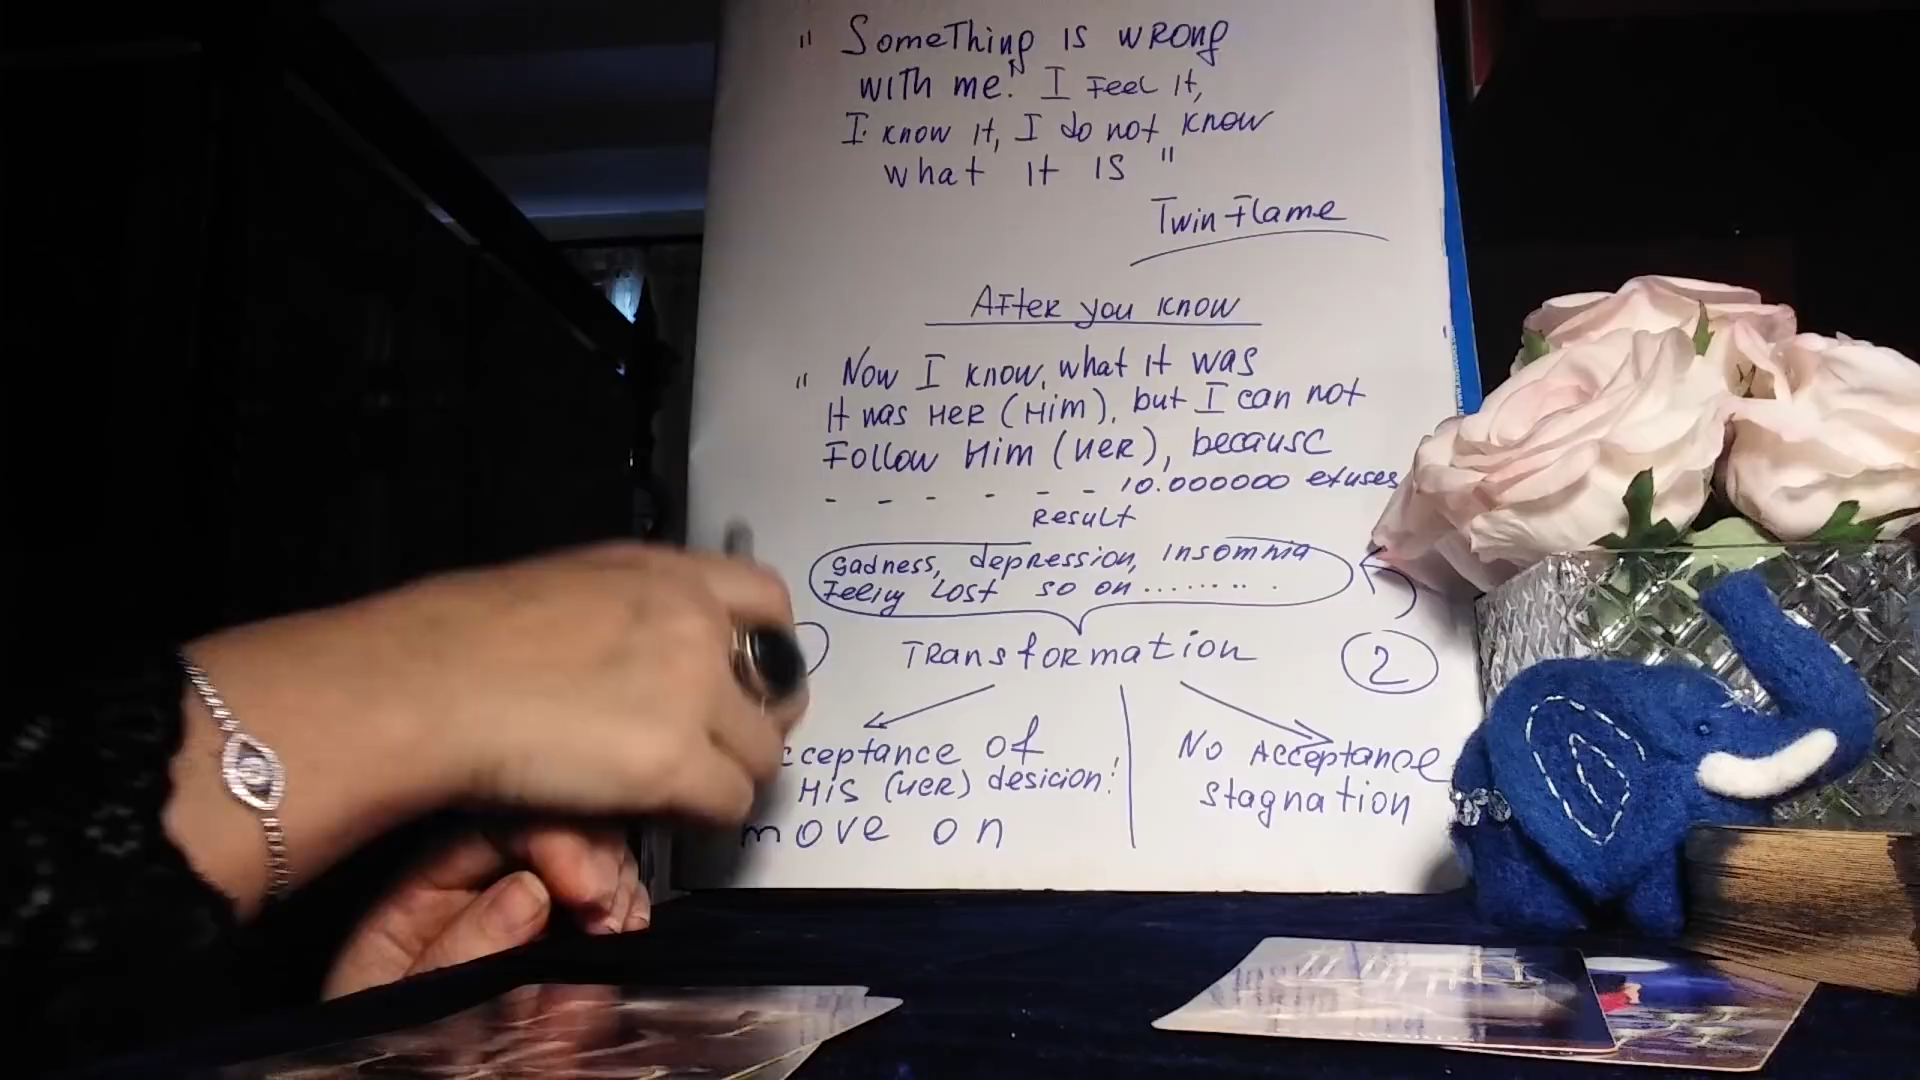 " Something is wrong
with me! I feel it,
I know it, I do not know
what it is "
Twin Flame
After you know
" Now I know, what it was
It was Her (Him), but I can not
Follow Him (Her), because
- - - - - - 10.000000 exuses
Result
Sadness, depression, insomnia
Feeliy Lost so on.........
Transformation
2
cceptance of
His (Her) desicion!
move on
No Acceptance
Stagnation